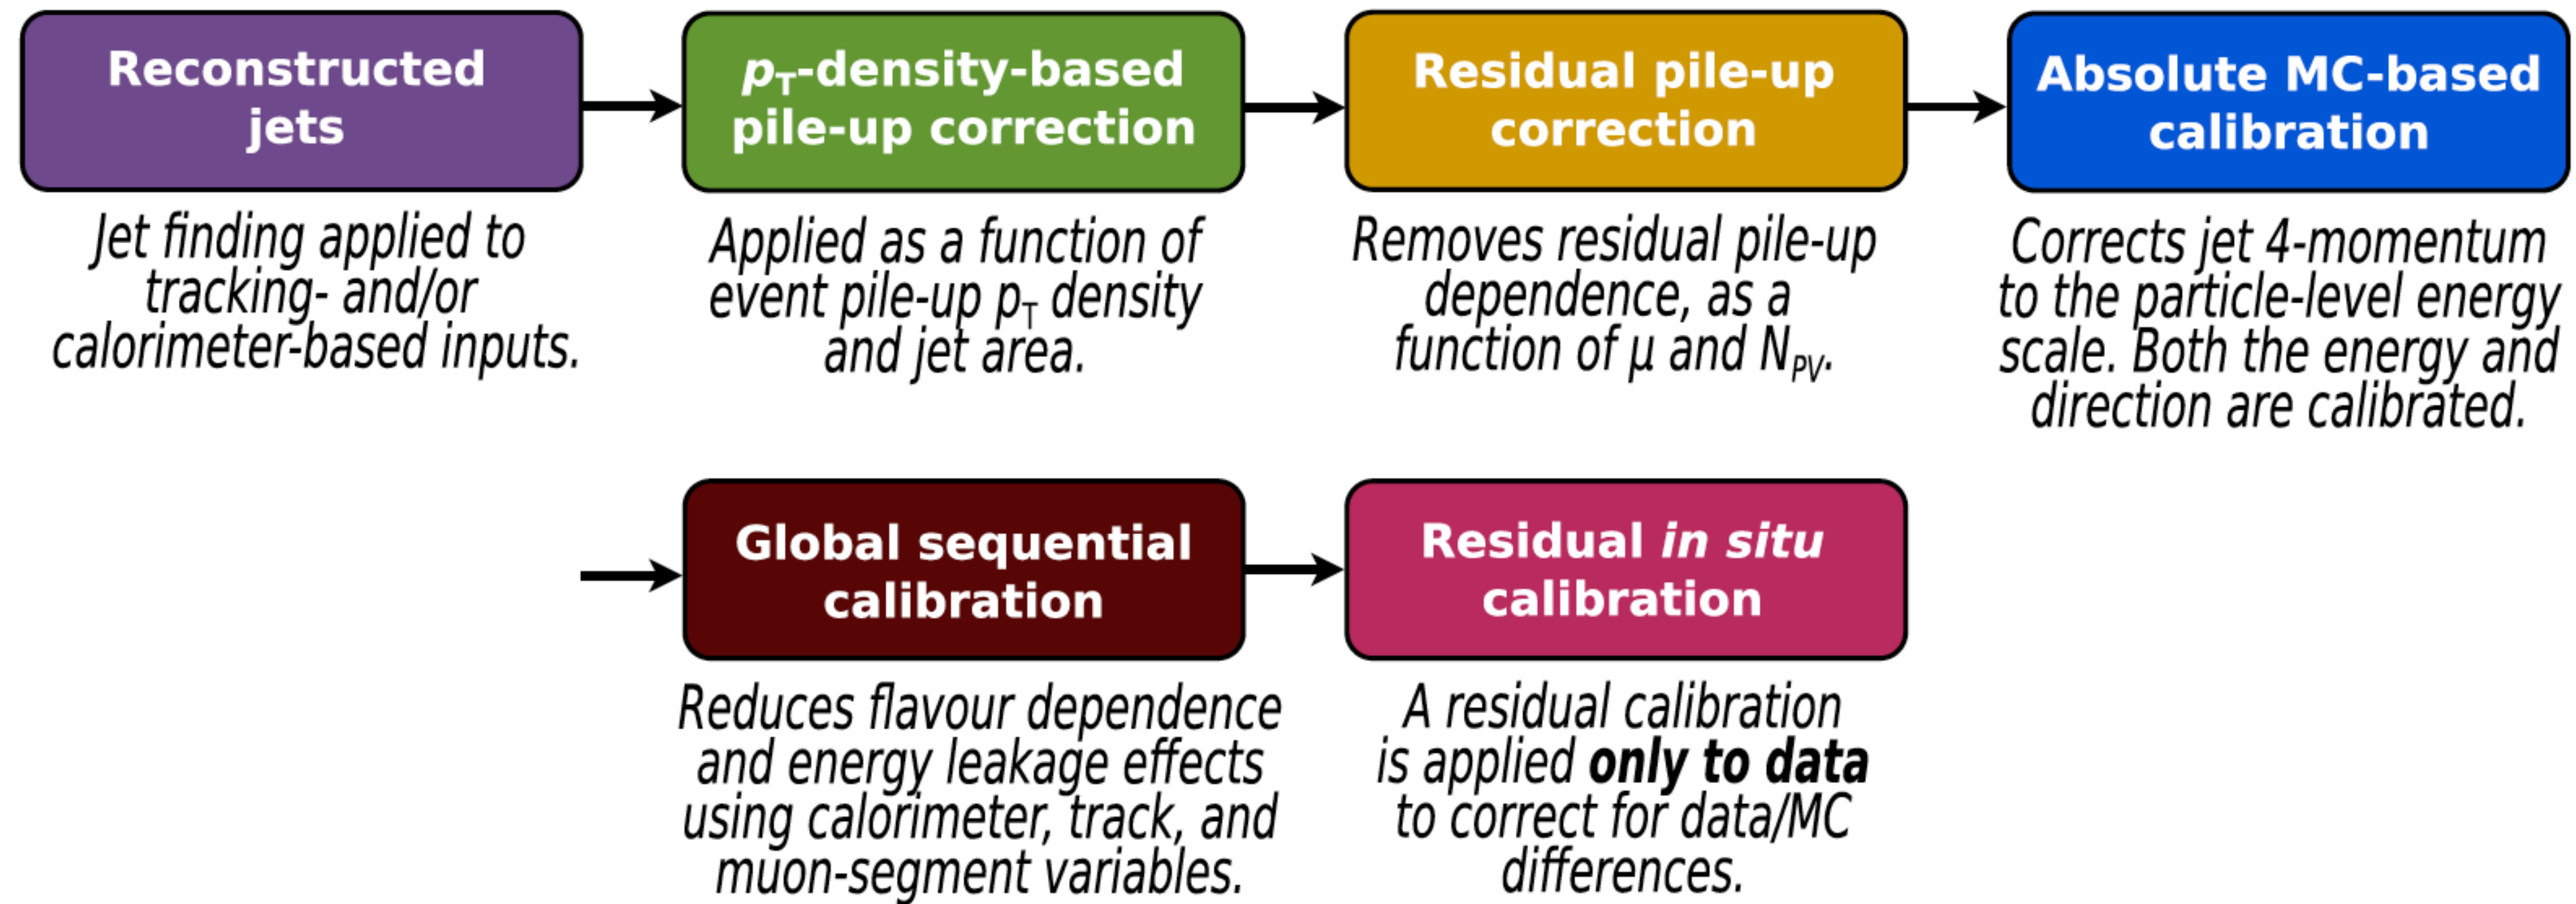 Reconstructed
jets
Jet finding applied to
tracking- and/or
calorimeter-based inputs.
pT-density-based
pile-up correction
Applied as a function of
event pile-up pT density
and jet area.
Residual pile-up
correction
Removes residual pile-up
dependence, as a
function of µ and NPV.
Absolute MC-based
calibration
Corrects jet 4-momentum
to the particle-level energy
scale. Both the energy and
direction are calibrated.
Global sequential
calibration
Reduces flavour dependence
and energy leakage effects
using calorimeter, track, and
muon-segment variables.
Residual in situ
calibration
A residual calibration
is applied only to data
to correct for data/MC
differences.